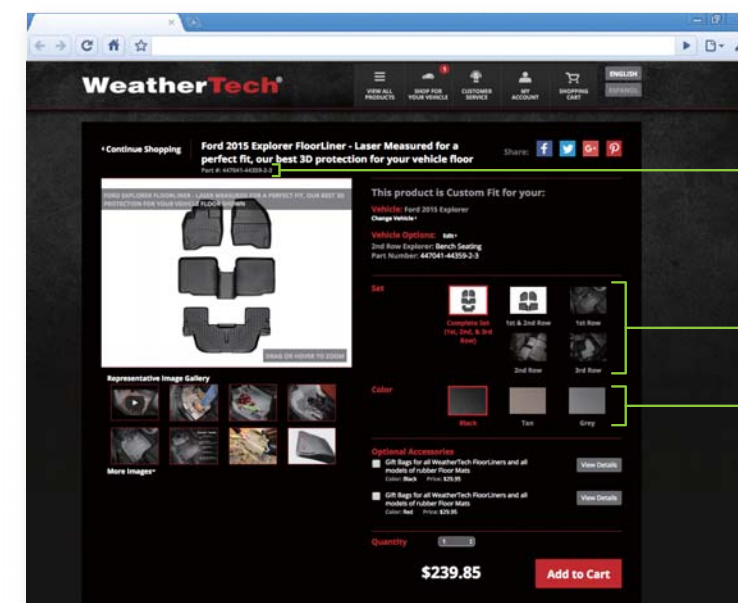 WeatherTech®
VIEW ALL PRODUCTS
1
SHOP FOR YOUR VEHICLE
CUSTOMER SERVICE
MY ACCOUNT
SHOPPING CART
ENGLISH
ESPAÑOL
Continue Shopping
Ford 2015 Explorer FloorLiner - Laser Measured for a
perfect fit, our best 3D protection for your vehicle floor
Part #: 447041-44359-2-3
Share:
FORD EXPLORER FLOORLINER - LASER MEASURED FOR A PERFECT FIT, OUR BEST 3D
PROTECTION FOR YOUR VEHICLE FLOOR SHOWN
DRAG OR HOVER TO ZOOM
Representative Image Gallery
More Images
This product is Custom Fit for your:
Vehicle: Ford 2015 Explorer
Change Vehicle
Vehicle Options: Edit
2nd Row Explorer: Bench Seating
Part Number: 447041-44359-2-3
Set
Complete Set
(1st, 2nd, & 3rd
Row)
1st & 2nd Row
1st Row
2nd Row
3rd Row
Color
Black
Tan
Grey
Optional Accessories
Gift Bags for all WeatherTech FloorLiners and all
models of rubber Floor Mats
Color: Black Price: $29.95
View Details
Gift Bags for all WeatherTech FloorLiners and all
models of rubber Floor Mats
Color: Red Price: $29.95
View Details
Quantity
1
$239.85
Add to Cart